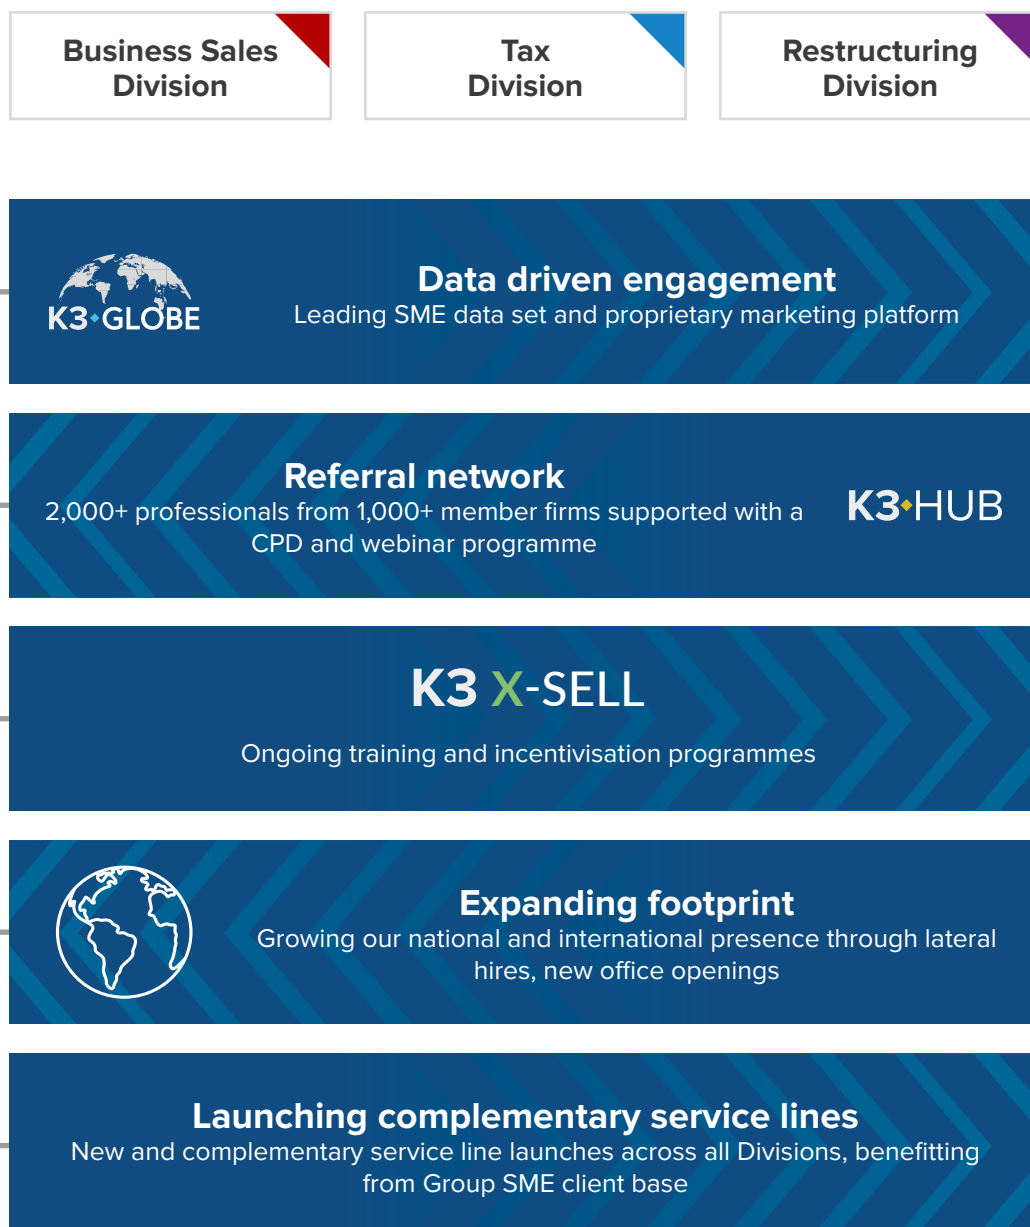 Business Sales
Division
Tax
Division
Restructuring
Division
K3 GLOBE
Data driven engagement
Leading SME data set and proprietary marketing platform
Referral network
2,000+ professionals from 1,000+ member firms supported with a
CPD and webinar programme
K3 HUB
K3 X-SELL
Ongoing training and incentivisation programmes
Expanding footprint
Growing our national and international presence through lateral
hires, new office openings
Launching complementary service lines
New and complementary service line launches across all Divisions, benefitting
from Group SME client base